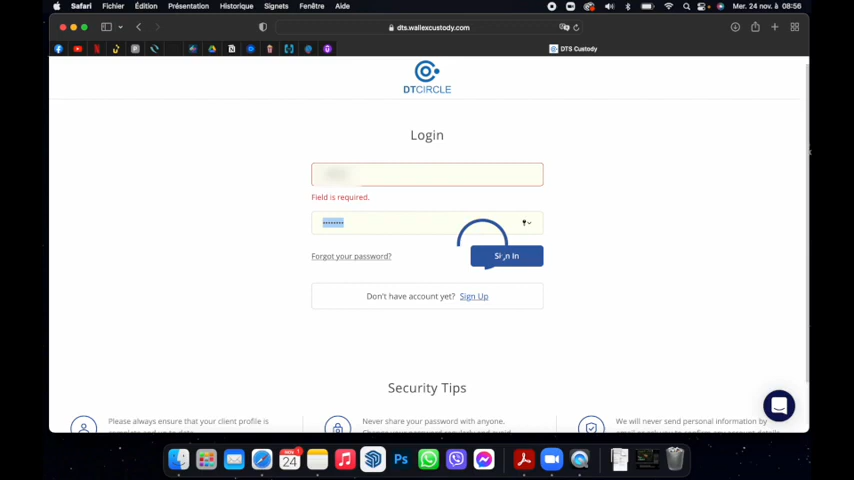 Safari Fichier Édition Présentation Historique Signets Fenêtre Aide Mer. 24 nov. à 08:56
dts.wallexcustody.com
DTS Custody
DTCIRCLE
Login
Field is required.
Forgot your password?
Sign In
Don't have account yet? Sign Up
Security Tips
Please always ensure that your client profile is
Never share your password with anyone.
We will never send personal information by
NOV
24
Ps